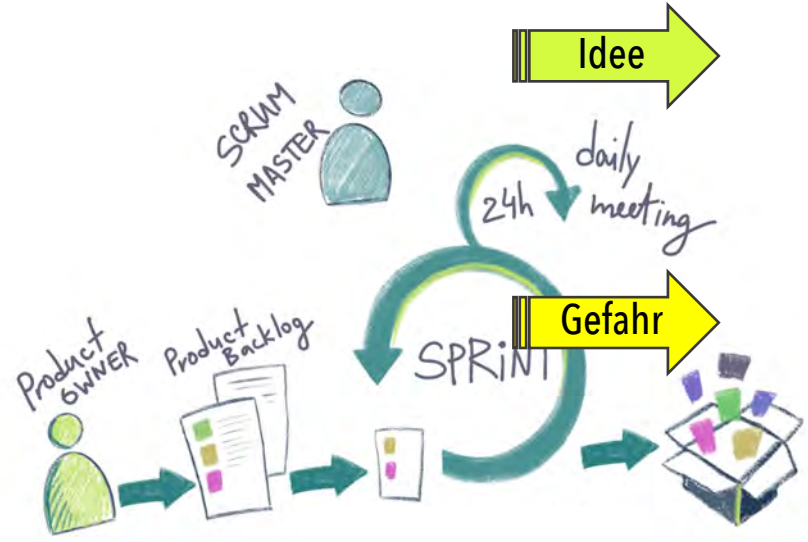 Idee
SCRUM
MASTER
daily
24h meeting
Gefahr
SPRiNT
Product
OWNER
Product
Backlog